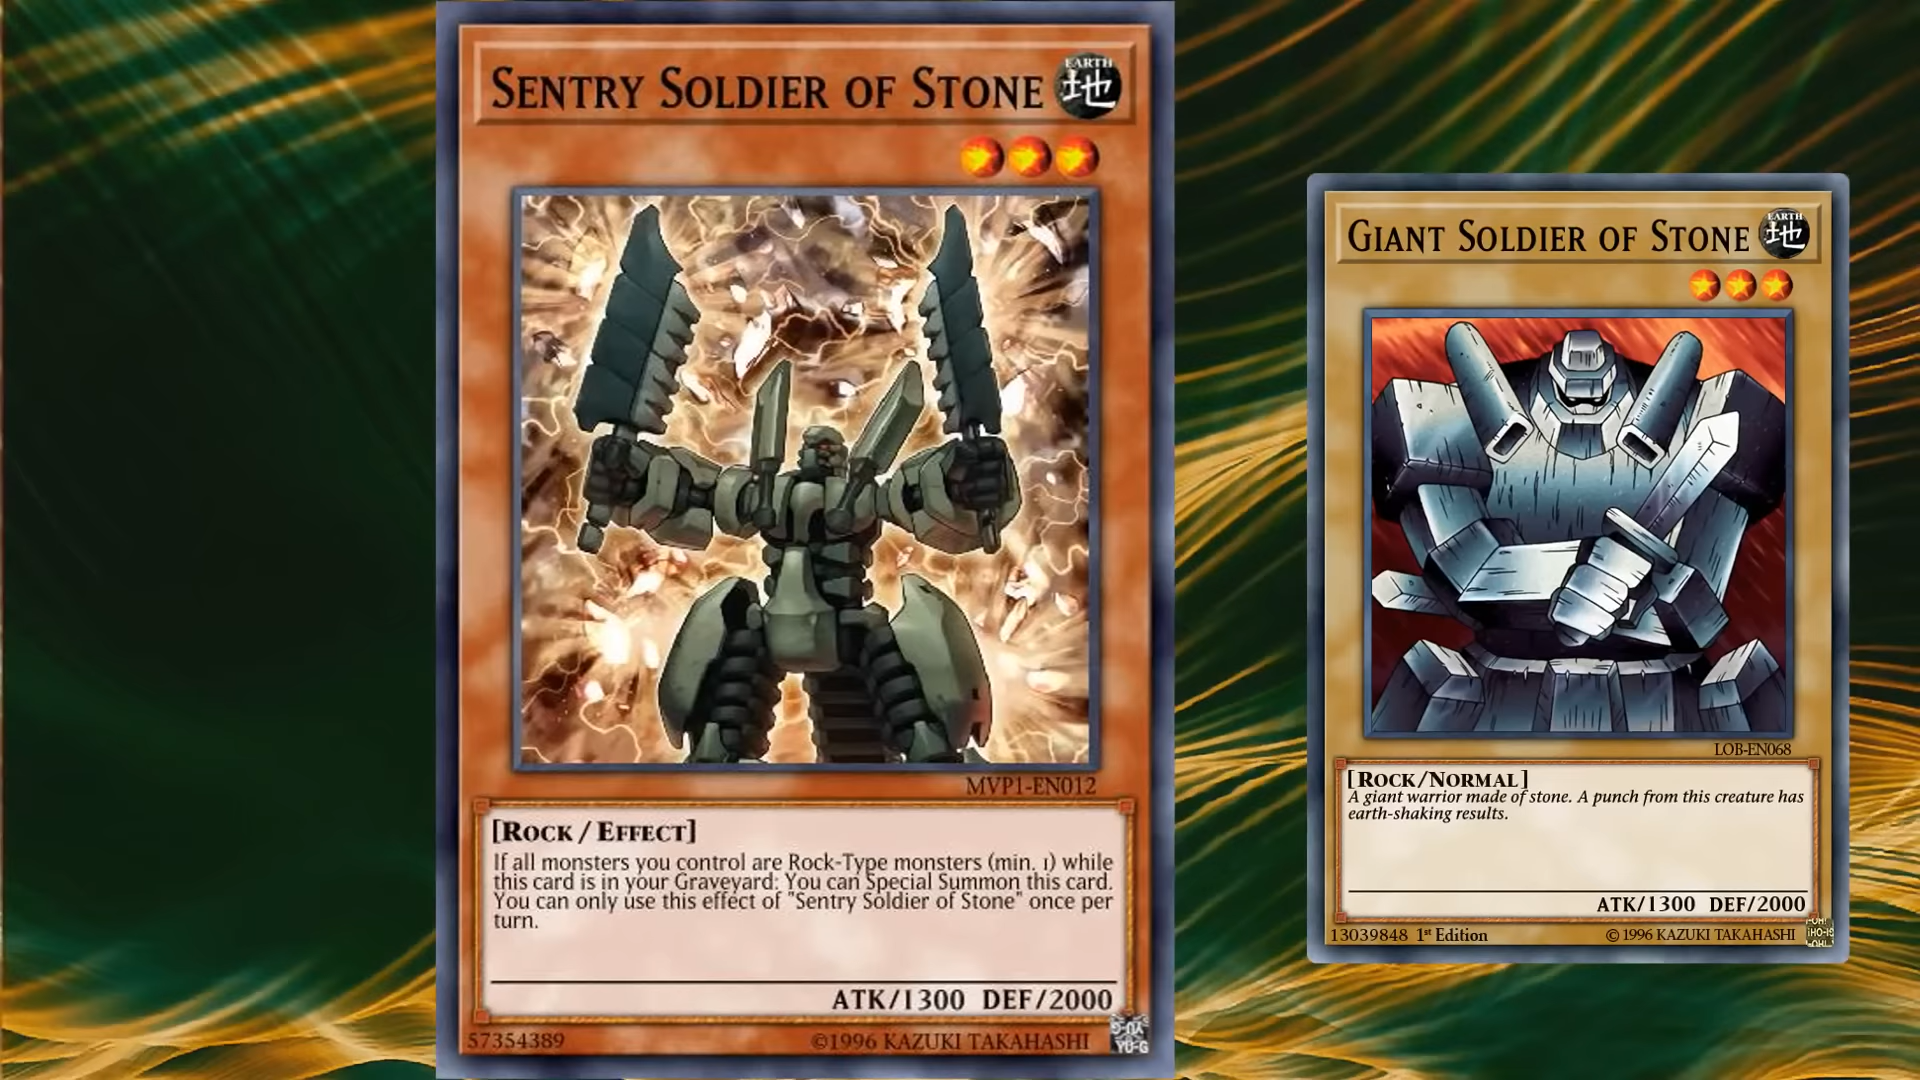 SENTRY SOLDIER OF STONE
EARTH
地
MVP1-EN012
[ROCK / EFFECT]
If all monsters you control are Rock-Type monsters (min. 1) while
this card is in your Graveyard: You can Special Summon this card.
You can only use this effect of "Sentry Soldier of Stone" once per
turn.
ATK/1300 DEF/2000
57354389
©1996 KAZUKI TAKAHASHI
GIANT SOLDIER OF STONE
EARTH
地
LOB-EN068
[ROCK/NORMAL]
A giant warrior made of stone. A punch from this creature has
earth-shaking results.
ATK/1300 DEF/2000
13039848 1st Edition
© 1996 KAZUKI TAKAHASHI